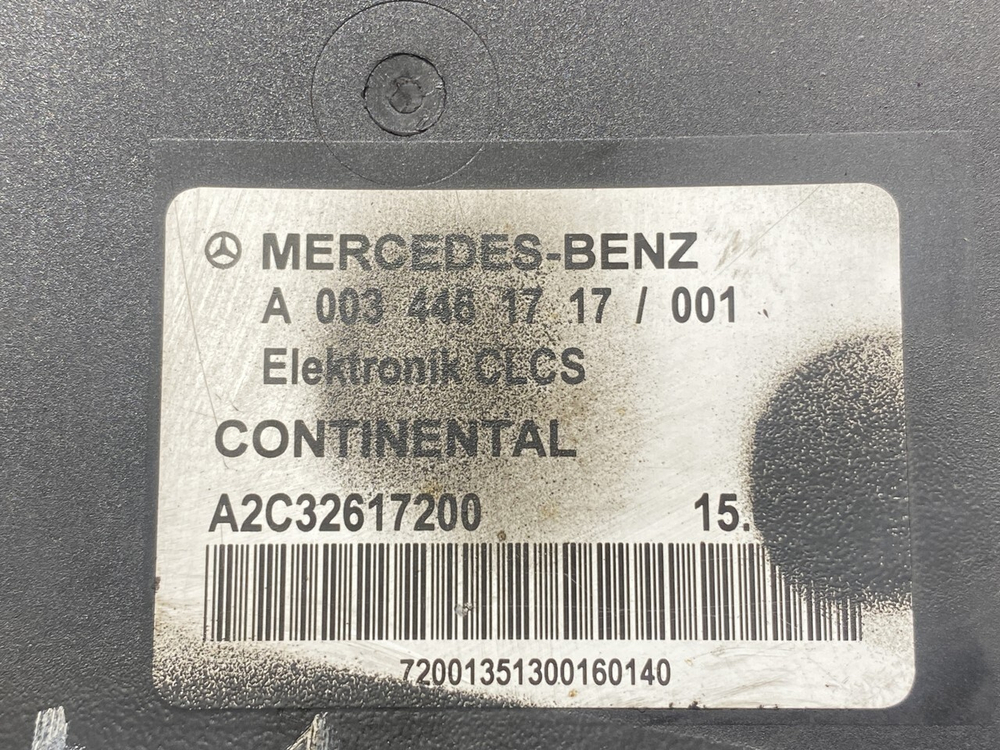 MERCEDES-BENZ
A 003 446 17 17 / 001
Elektronik CLCS
CONTINENTAL
A2C32617200 15.
72001351300160140